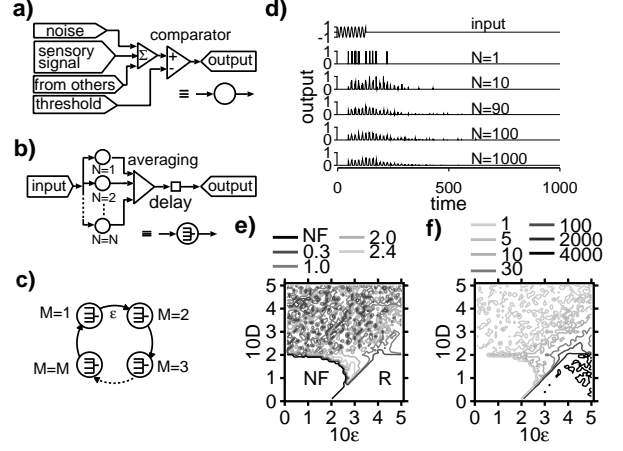 a)
noise
sensory
signal
from others
threshold
Σ
+
-
comparator
output
≡
b)
input
N=1
N=2
N=N
averaging
delay
output
≡
c)
M=1
ε
M=2
M=M
M=3
d)
1
-1
input
1
0
N=1
1
0
N=10
1
0
N=90
1
0
N=100
1
0
N=1000
output
0 500 1000
time
e)
NF 2.0
0.3 2.4
1.0
5
4
3
2
1
0
10D
NF
R
0 1 2 3 4 5
10ε
f)
1 100
5 2000
10 4000
30
5
4
3
2
1
0
10D
0 1 2 3 4 5
10ε